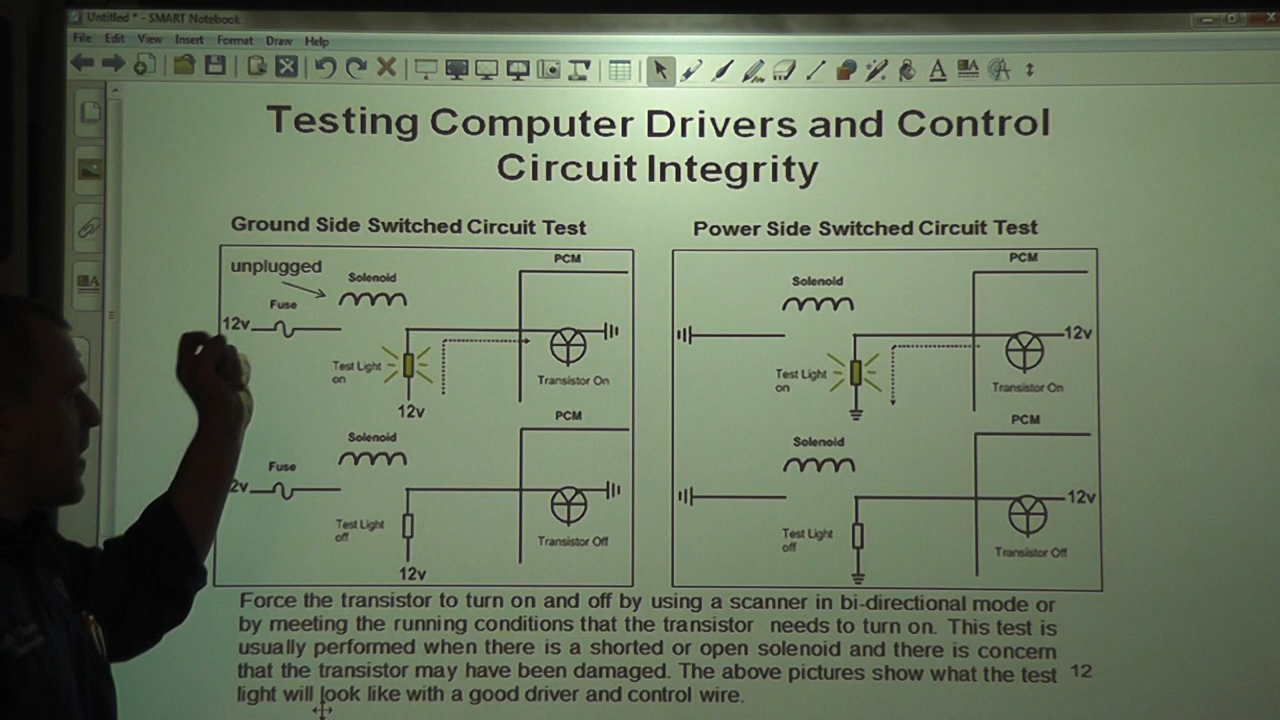 Untitled * - SMART Notebook
File Edit View Insert Format Draw Help
Testing Computer Drivers and Control
Circuit Integrity
Ground Side Switched Circuit Test
unplugged
Solenoid
PCM
Fuse
12v
Test Light
on
12v
Transistor On
Solenoid
PCM
Fuse
2v
Test Light
off
12v
Transistor Off
Power Side Switched Circuit Test
Solenoid
PCM
12v
Test Light
on
Transistor On
Solenoid
PCM
12v
Test Light
off
Transistor Off
Force the transistor to turn on and off by using a scanner in bi-directional mode or
by meeting the running conditions that the transistor needs to turn on. This test is
usually performed when there is a shorted or open solenoid and there is concern
that the transistor may have been damaged. The above pictures show what the test
light will look like with a good driver and control wire.
12